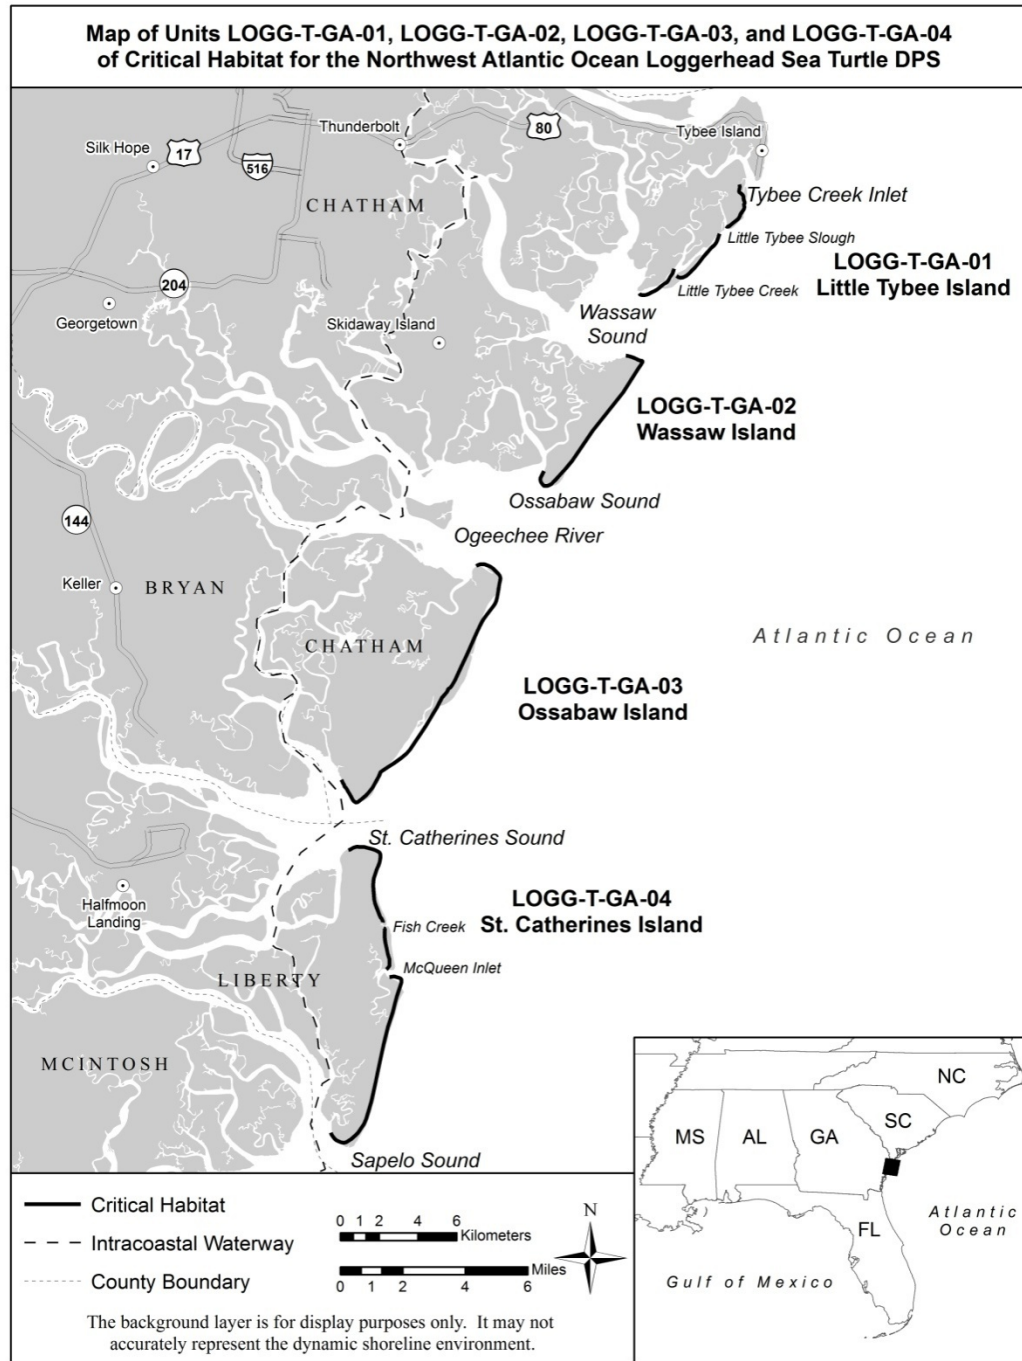 Map of Units LOGG-T-GA-01, LOGG-T-GA-02, LOGG-T-GA-03, and LOGG-T-GA-04
of Critical Habitat for the Northwest Atlantic Ocean Loggerhead Sea Turtle DPS
Thunderbolt
80
Tybee Island
Silk Hope
17
516
CHATHAM
Tybee Creek Inlet
Little Tybee Slough
LOGG-T-GA-01
Little Tybee Island
Little Tybee Creek
204
Georgetown
Skidaway Island
Wassaw
Sound
LOGG-T-GA-02
Wassaw Island
Ossabaw Sound
144
Ogeechee River
Keller
BRYAN
CHATHAM
Atlantic Ocean
LOGG-T-GA-03
Ossabaw Island
St. Catherines Sound
Halfmoon
Landing
LOGG-T-GA-04
St. Catherines Island
Fish Creek
McQueen Inlet
LIBERTY
MCINTOSH
Sapelo Sound
NC
SC
MS
AL
GA
FL
Atlantic
Ocean
Gulf of Mexico
Critical Habitat
Intracoastal Waterway
County Boundary
0 1 2 4 6
Kilometers
Miles
0 1 2 4 6
N
The background layer is for display purposes only. It may not
accurately represent the dynamic shoreline environment.